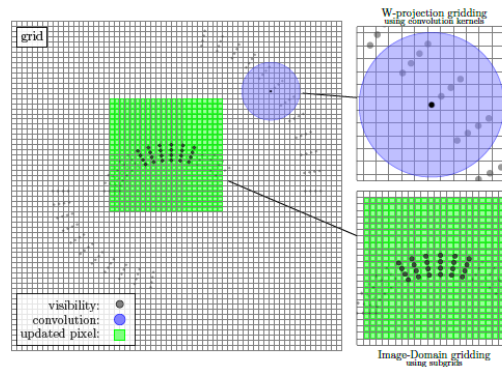 W-projection gridding
using convolution kernels
grid
visibility:
convolution:
updated pixel:
Image-Domain gridding
using subgrids